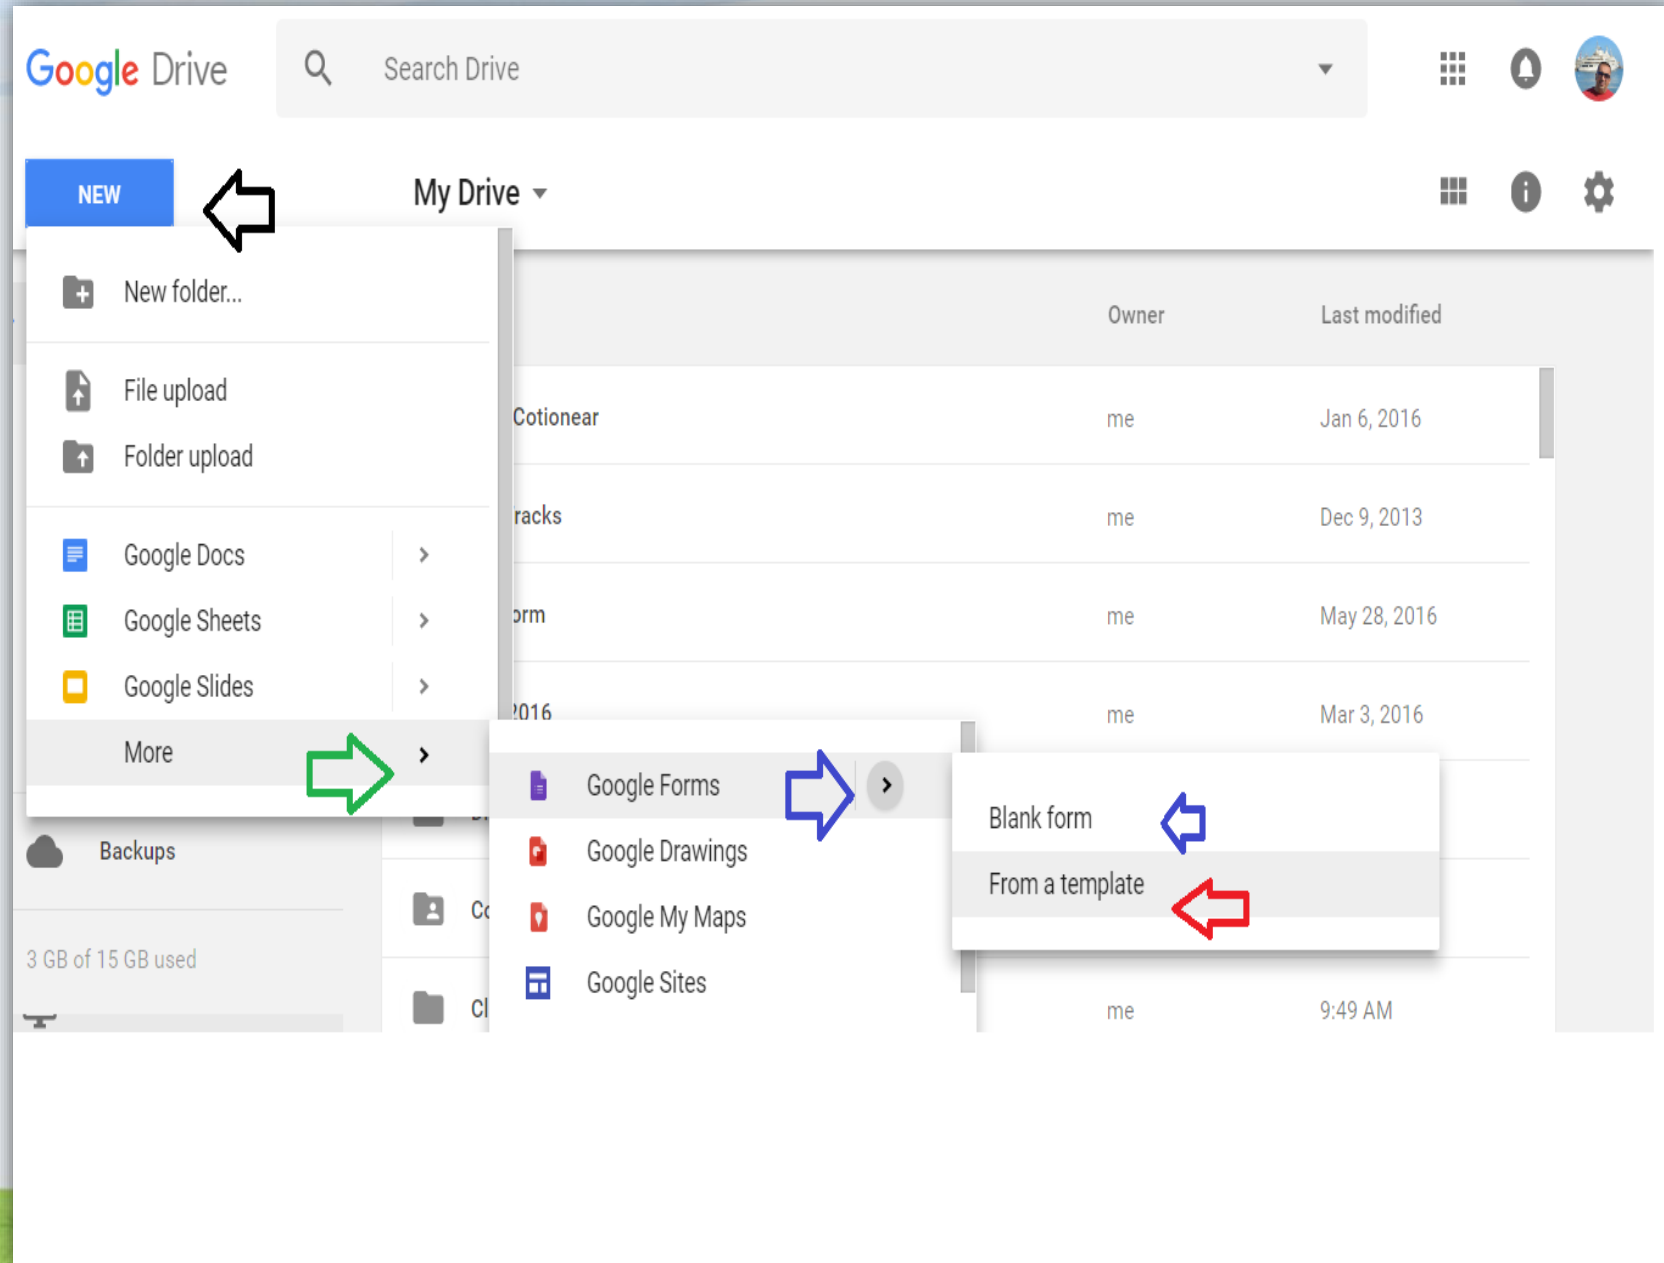 Google Drive
Search Drive
NEW
My Drive
New folder...
Owner
Last modified
File upload
Cotionear
me
Jan 6, 2016
Folder upload
racks
me
Dec 9, 2013
Google Docs
Google Sheets
orm
me
May 28, 2016
Google Slides
2016
me
Mar 3, 2016
More
Google Forms
Blank form
Backups
Google Drawings
From a template
Co
Google My Maps
3 GB of 15 GB used
Google Sites
Cl
me
9:49 AM